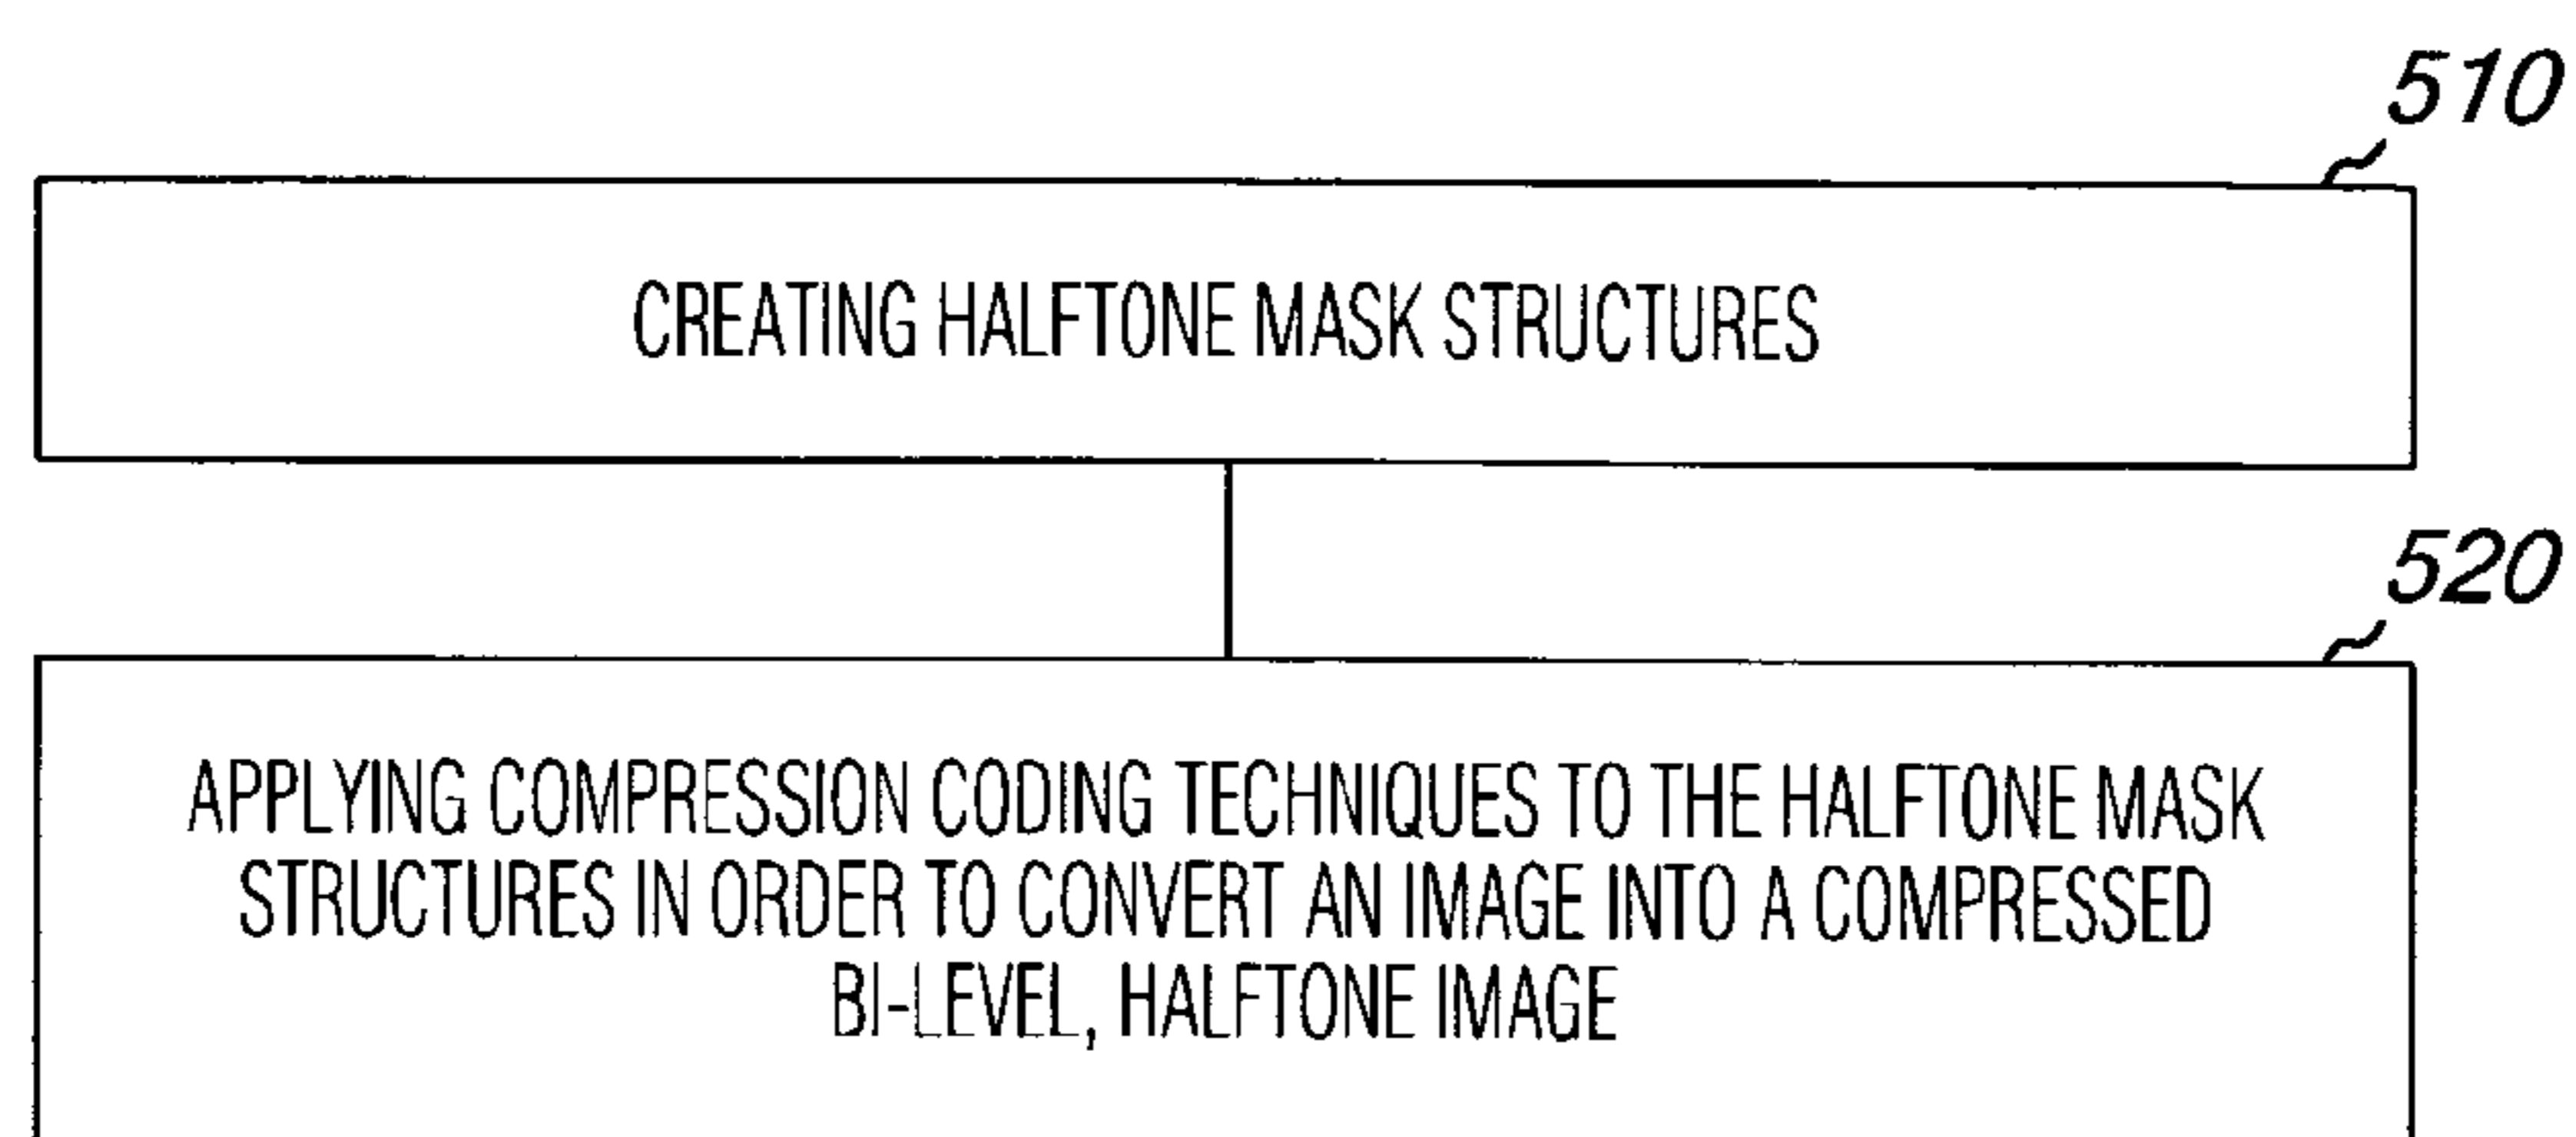 510
CREATING HALFTONE MASK STRUCTURES
520
APPLYING COMPRESSION CODING TECHNIQUES TO THE HALFTONE MASK
STRUCTURES IN ORDER TO CONVERT AN IMAGE INTO A COMPRESSED
BI-LEVEL, HALFTONE IMAGE